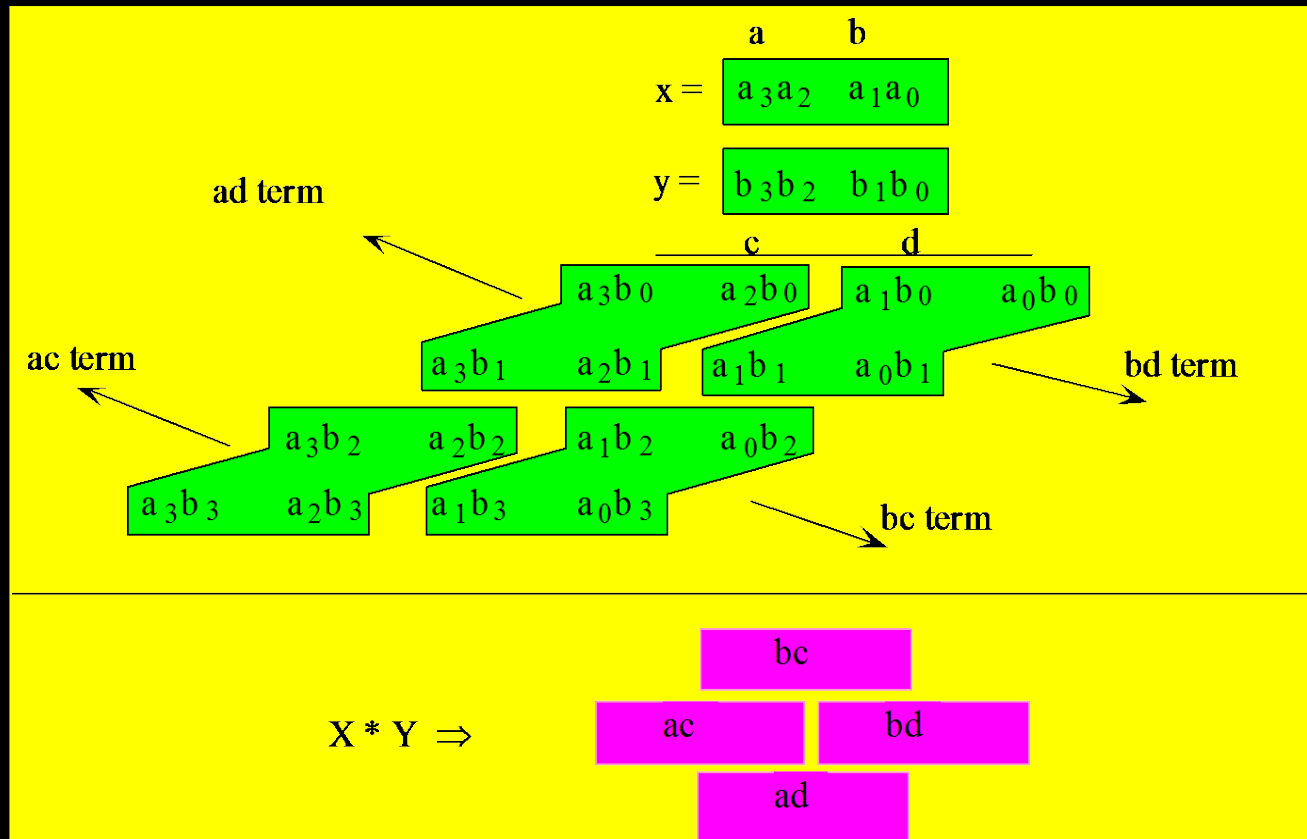 a b
x = a₃a₂ a₁a₀
y = b₃b₂ b₁b₀
ad term
c d
a₃b₀ a₂b₀ a₁b₀ a₀b₀
ac term
a₃b₁ a₂b₁ a₁b₁ a₀b₁
bd term
a₃b₂ a₂b₂ a₁b₂ a₀b₂
a₃b₃ a₂b₃ a₁b₃ a₀b₃
bc term
bc
X * Y ⇒ ac bd
ad